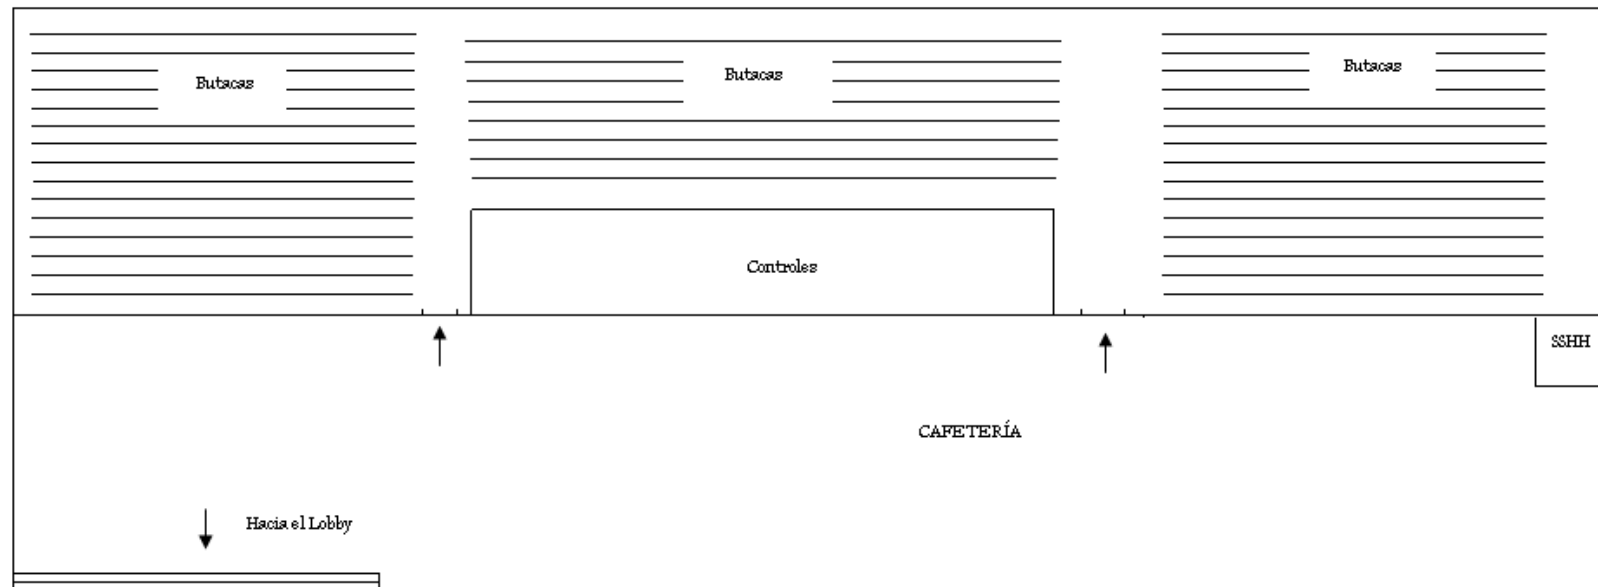 Butacas
Butacas
Butacas
Controles
SSHH
CAFETERÍA
Hacia el Lobby